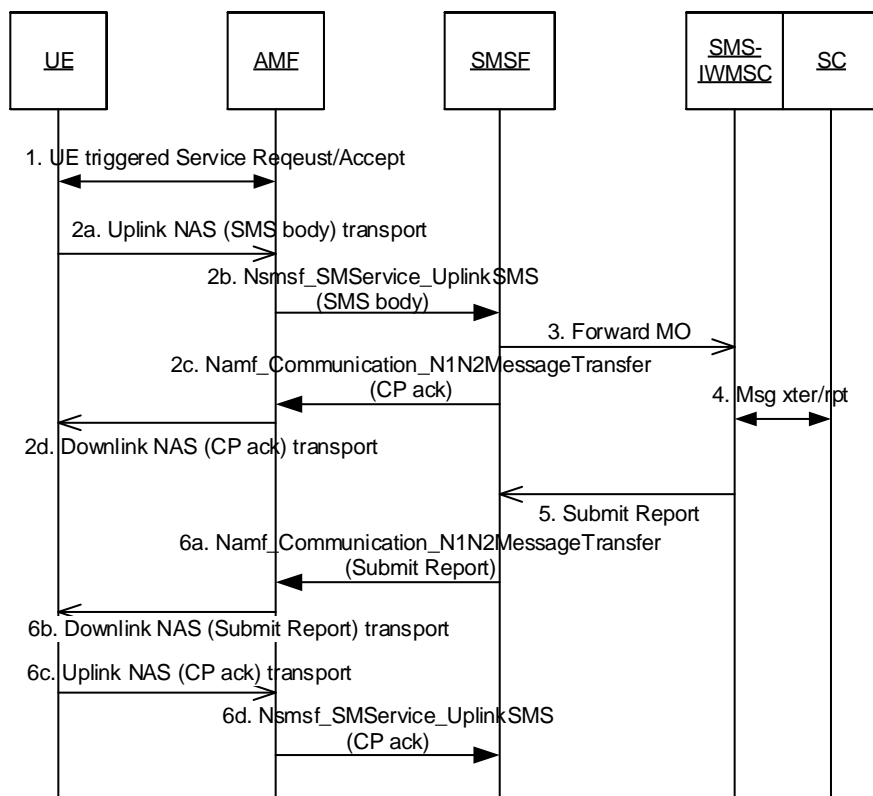 UE
AMF
SMSF
SMS-
IWMSC
SC
1. UE triggered Service Reqeust/Accept
2a. Uplink NAS (SMS body) transport
2b. Nsmsf_SMService_UplinkSMS
(SMS body)
3. Forward MO
2c. Namf_Communication_N1N2MessageTransfer
(CP ack)
4. Msg xter/rpt
2d. Downlink NAS (CP ack) transport
5. Submit Report
6a. Namf_Communication_N1N2MessageTransfer
(Submit Report)
6b. Downlink NAS (Submit Report) transport
6c. Uplink NAS (CP ack) transport
6d. Nsmsf_SMService_UplinkSMS
(CP ack)